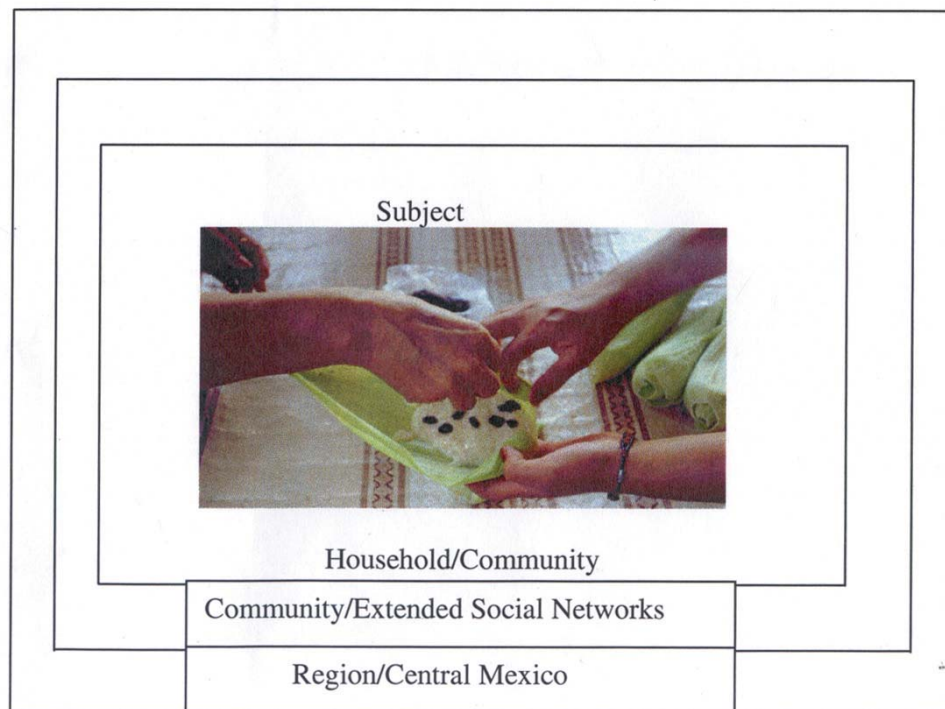 Subject
Household/Community
Community/Extended Social Networks
Region/Central Mexico